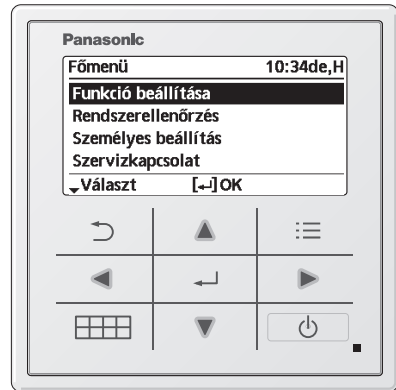 Panasonic
Főmenü 10:34de,H
Funkció beállítása
Rendszerellenőrzés
Személyes beállítás
Szervizkapcsolat
Választ [↵]OK